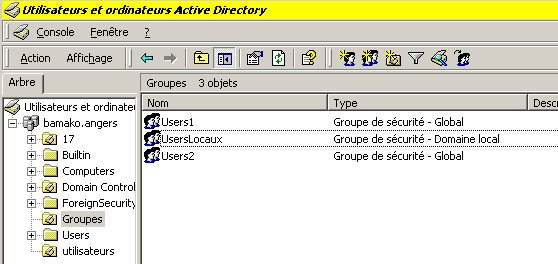 Utilisateurs et ordinateurs Active Directory
Console Fenêtre ?
Action Affichage
Arbre
Groupes 3 objets
Utilisateurs et ordinateu
bamako.angers
17
Builtin
Computers
Domain Control
ForeignSecurity
Groupes
Users
utilisateurs
Nom Type Descr
Users1 Groupe de sécurité - Global
UsersLocaux Groupe de sécurité - Domaine local
Users2 Groupe de sécurité - Global